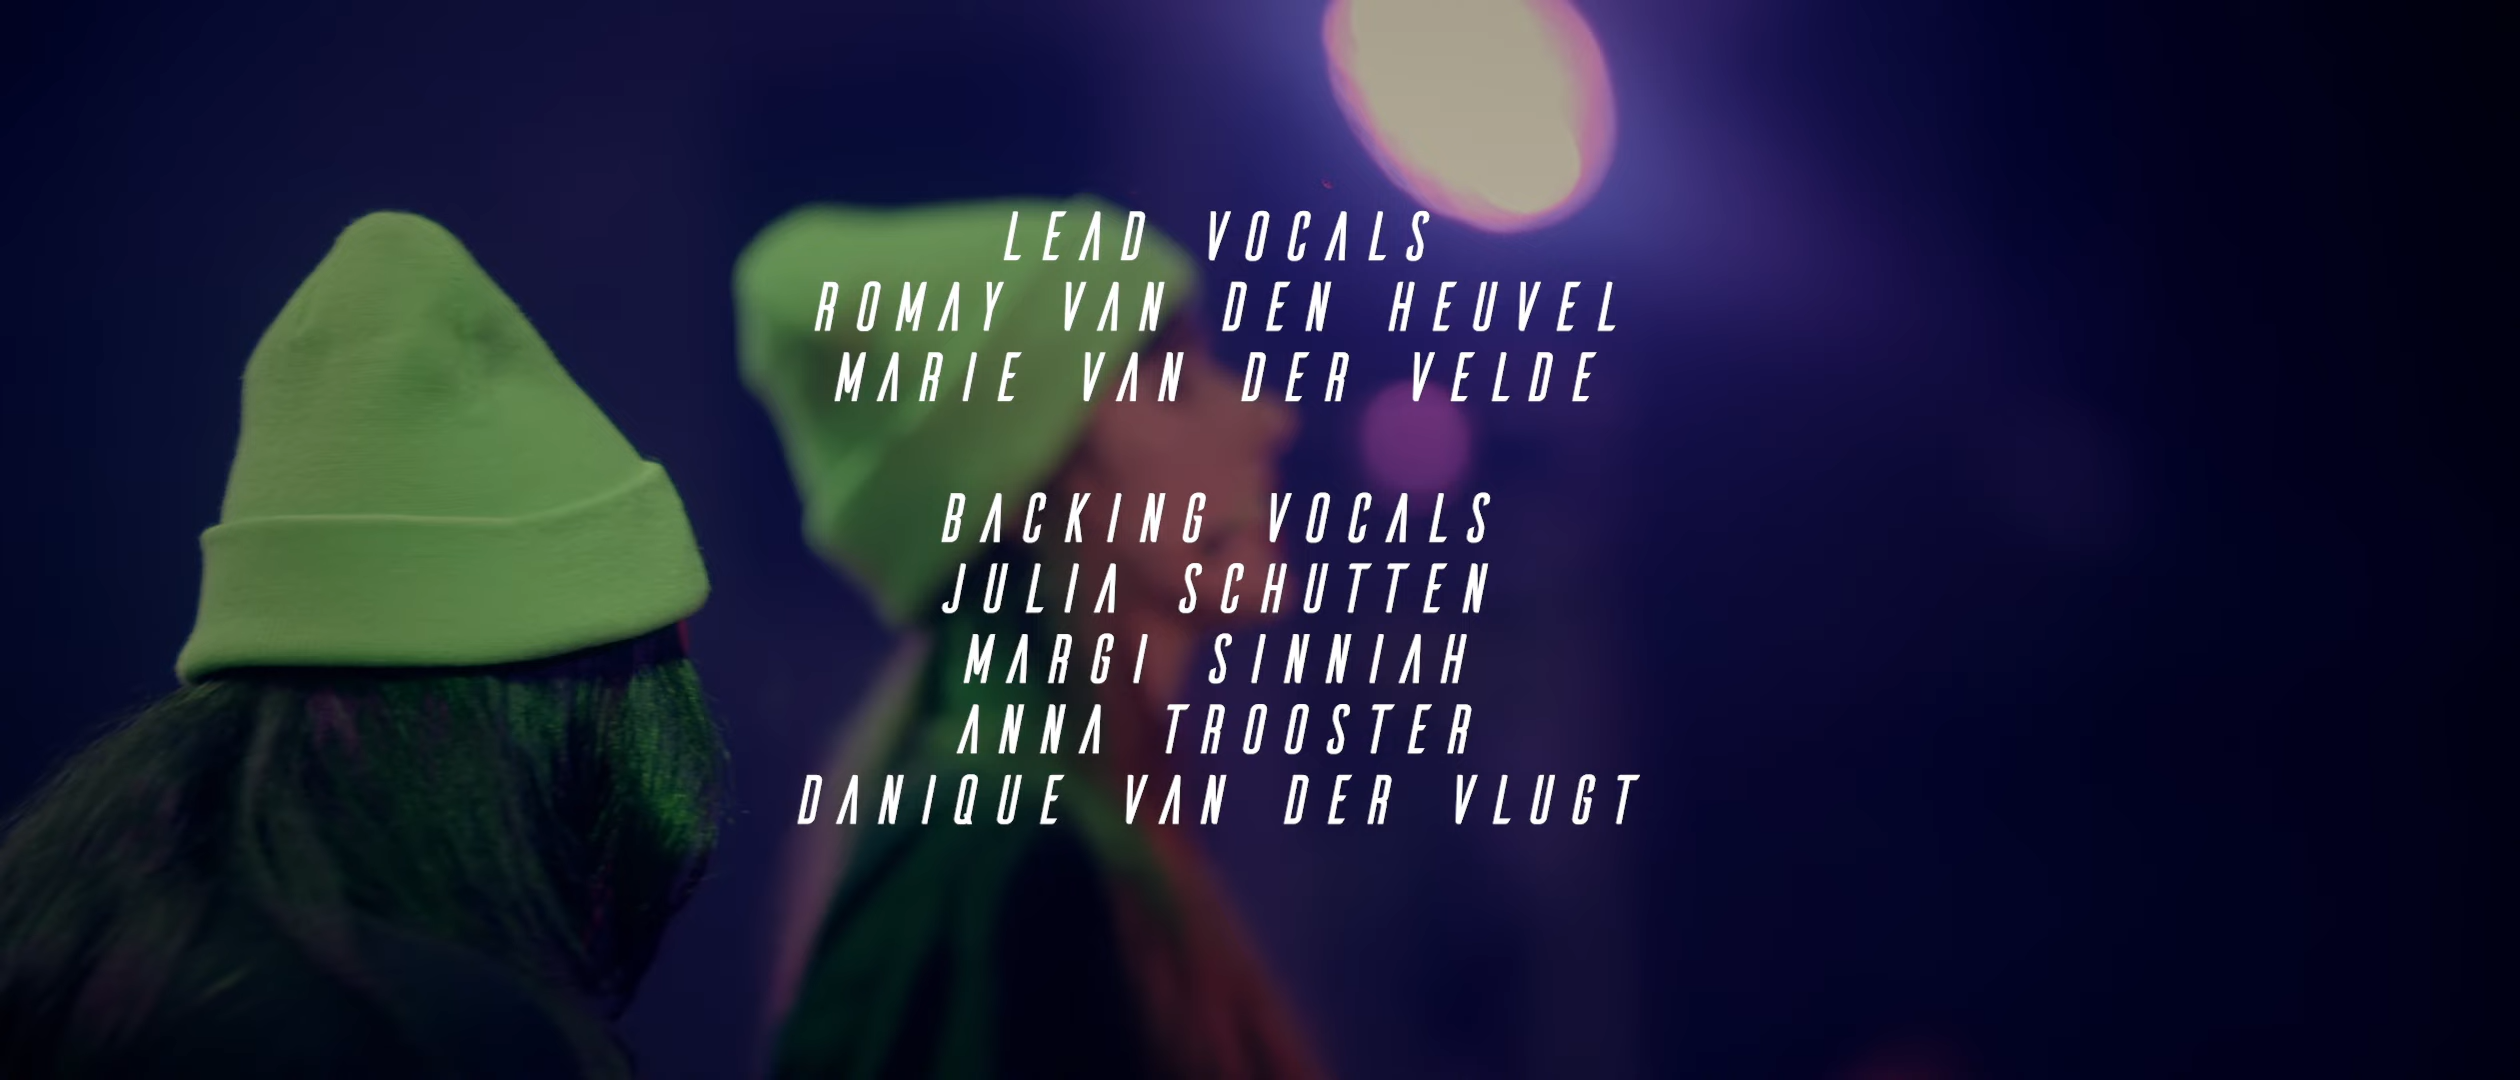 LEAD VOCALS
ROMAY VAN DEN HEUVEL
MARIE VAN DER VELDE
BACKING VOCALS
JULIA SCHUTTEN
MARGI SINNIAH
ANNA TROOSTER
DANIQUE VAN DER VLUGT